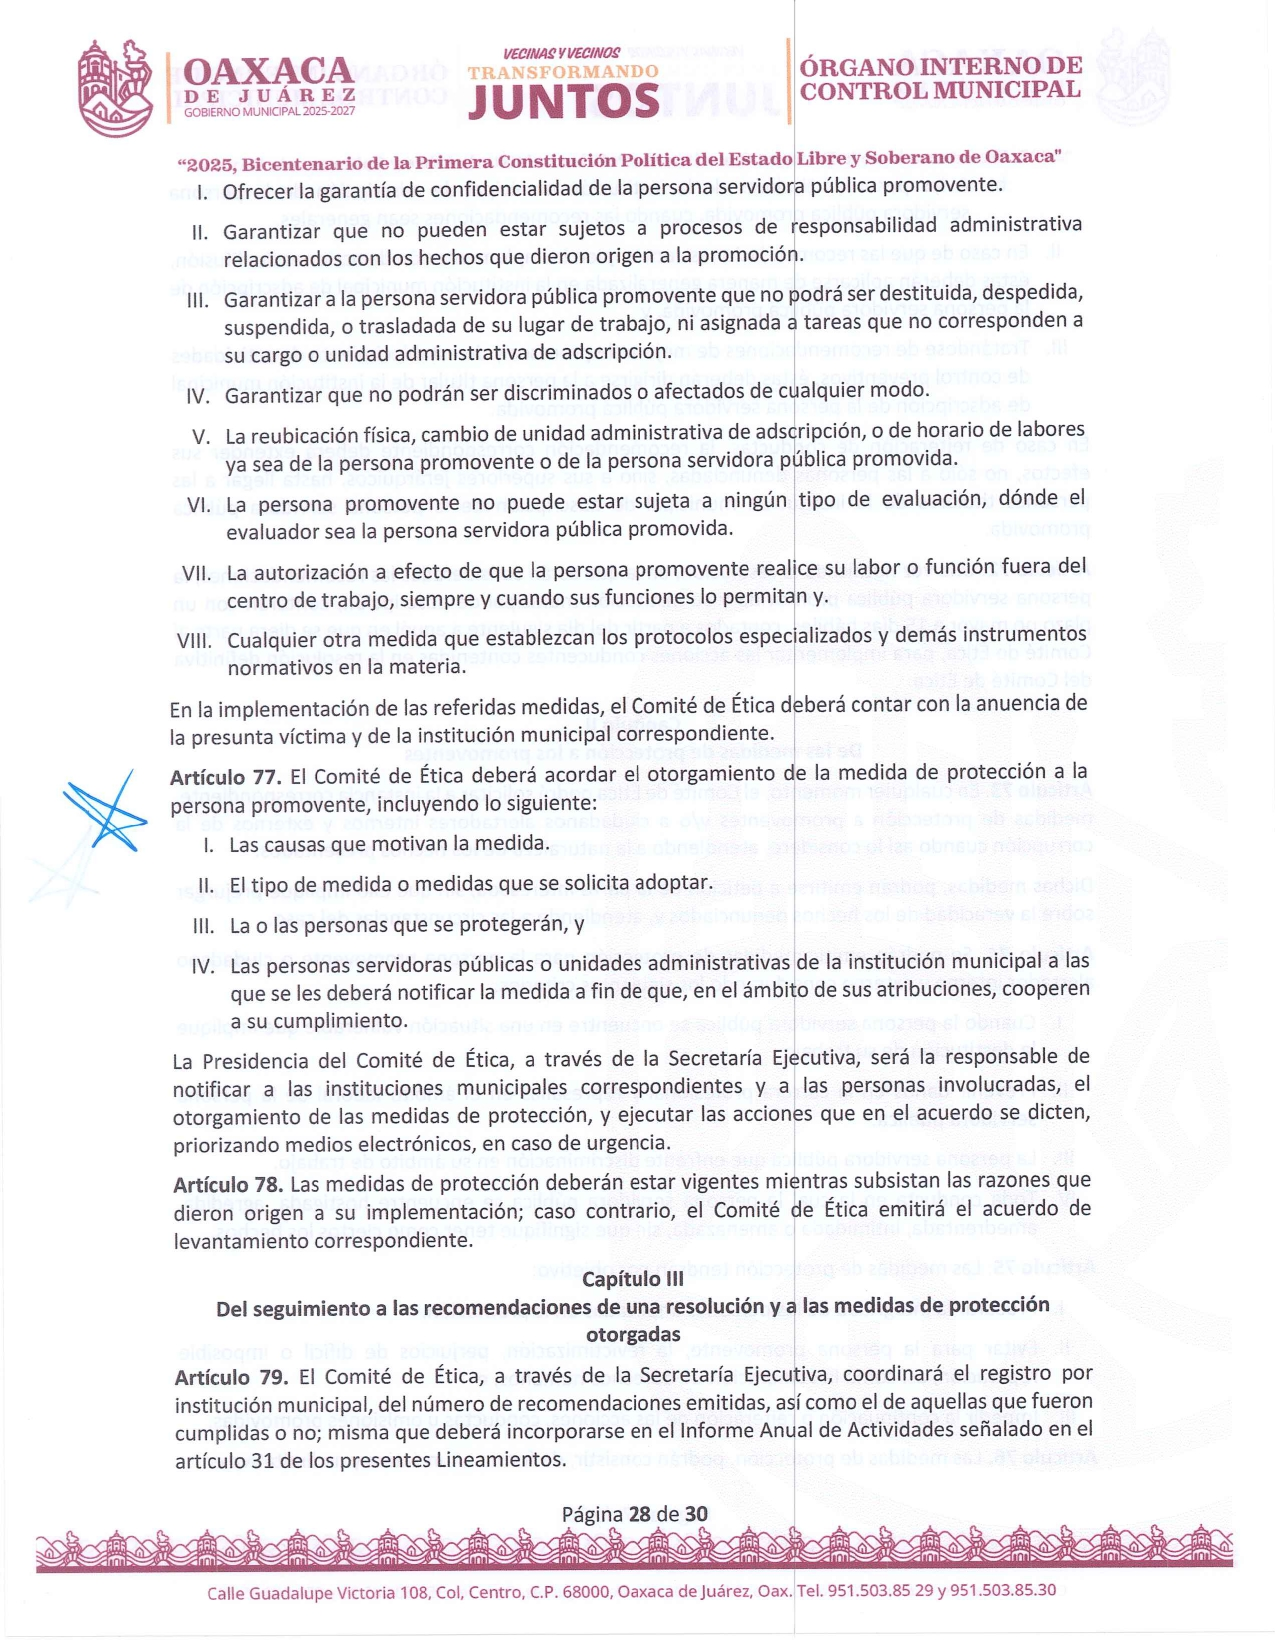 OAXACA
DE JUÁREZ
GOBIERNO MUNICIPAL 2025-2027
VECINAS Y VECINOS
TRANSFORMANDO
JUNTOS
ÓRGANO INTERNO DE
CONTROL MUNICIPAL
"2025, Bicentenario de la Primera Constitución Política del Estado Libre y Soberano de Oaxaca"
I. Ofrecer la garantía de confidencialidad de la persona servidora pública promovente.
II. Garantizar que no pueden estar sujetos a procesos de responsabilidad administrativa
relacionados con los hechos que dieron origen a la promoción.
III. Garantizar a la persona servidora pública promovente que no podrá ser destituida, despedida,
suspendida, o trasladada de su lugar de trabajo, ni asignada a tareas que no corresponden a
su cargo o unidad administrativa de adscripción.
IV. Garantizar que no podrán ser discriminados o afectados de cualquier modo.
V. La reubicación física, cambio de unidad administrativa de adscripción, o de horario de labores
ya sea de la persona promovente o de la persona servidora pública promovida.
VI. La persona promovente no puede estar sujeta a ningún tipo de evaluación, dónde el
evaluador sea la persona servidora pública promovida.
VII. La autorización a efecto de que la persona promovente realice su labor o función fuera del
centro de trabajo, siempre y cuando sus funciones lo permitan y.
VIII. Cualquier otra medida que establezcan los protocolos especializados y demás instrumentos
normativos en la materia.
En la implementación de las referidas medidas, el Comité de Ética deberá contar con la anuencia de
la presunta víctima y de la institución municipal correspondiente.
Artículo 77. El Comité de Ética deberá acordar el otorgamiento de la medida de protección a la
persona promovente, incluyendo lo siguiente:
I. Las causas que motivan la medida.
II. El tipo de medida o medidas que se solicita adoptar.
III. La o las personas que se protegerán, y
IV. Las personas servidoras públicas o unidades administrativas de la institución municipal a las
que se les deberá notificar la medida a fin de que, en el ámbito de sus atribuciones, cooperen
a su cumplimiento.
La Presidencia del Comité de Ética, a través de la Secretaría Ejecutiva, será la responsable de
notificar a las instituciones municipales correspondientes y a las personas involucradas, el
otorgamiento de las medidas de protección, y ejecutar las acciones que en el acuerdo se dicten,
priorizando medios electrónicos, en caso de urgencia.
Artículo 78. Las medidas de protección deberán estar vigentes mientras subsistan las razones que
dieron origen a su implementación; caso contrario, el Comité de Ética emitirá el acuerdo de
levantamiento correspondiente.
Capítulo III
Del seguimiento a las recomendaciones de una resolución y a las medidas de protección
otorgadas
Artículo 79. El Comité de Ética, a través de la Secretaría Ejecutiva, coordinará el registro por
institución municipal, del número de recomendaciones emitidas, así como el de aquellas que fueron
cumplidas o no; misma que deberá incorporarse en el Informe Anual de Actividades señalado en el
artículo 31 de los presentes Lineamientos.
Página 28 de 30
Calle Guadalupe Victoria 108, Col, Centro, C.P. 68000, Oaxaca de Juárez, Oax. Tel. 951.503.85 29 y 951.503.85.30